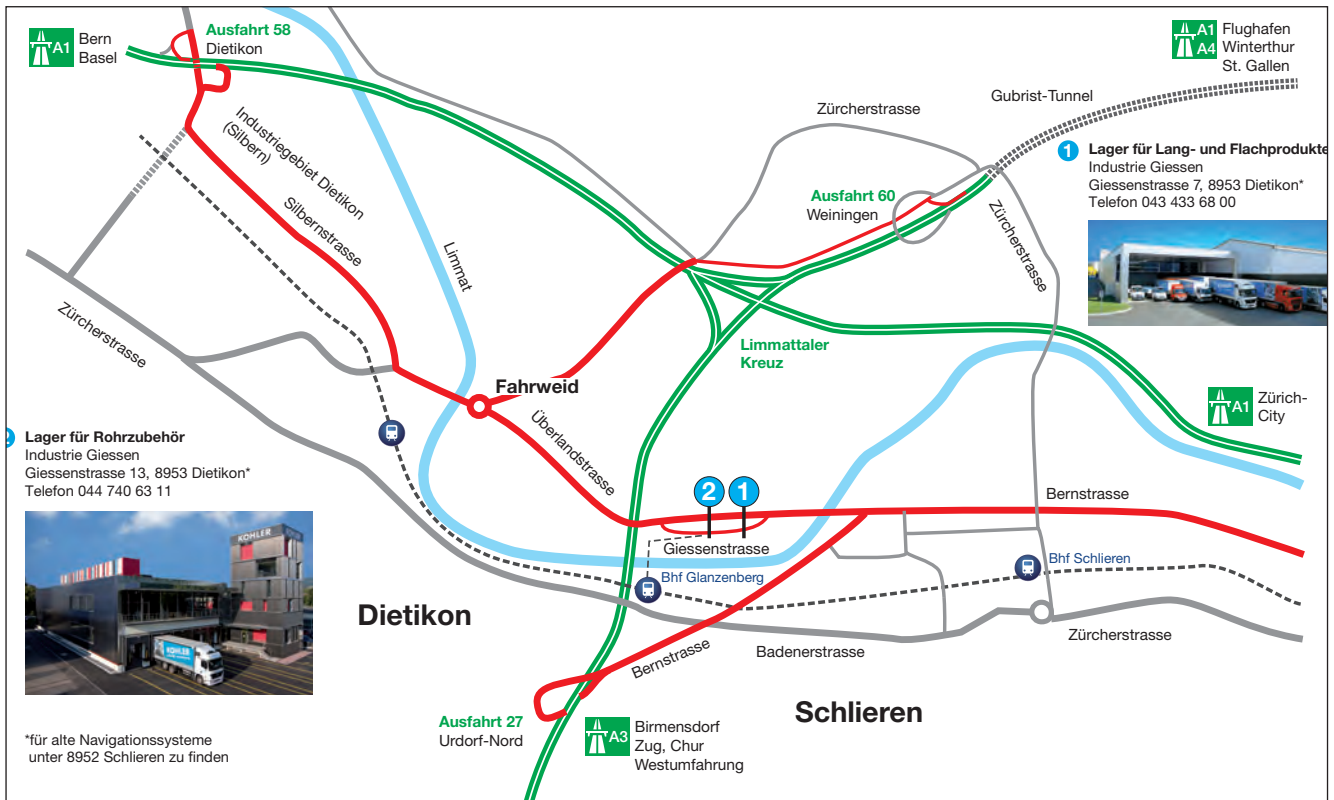 A1
Bern
Basel
Ausfahrt 58
Dietikon
A1
A4
Flughafen
Winterthur
St. Gallen
Gubrist-Tunnel
Zürcherstrasse
1
Lager für Lang- und Flachprodukte
Industrie Giessen
Giessenstrasse 7, 8953 Dietikon*
Telefon 043 433 68 00
Industriegebiet Dietikon
(Silbern)
Silbernstrasse
Limmat
Ausfahrt 60
Weiningen
Zürcherstrasse
Zürcherstrasse
Limmattaler
Kreuz
Fahrweid
Überlandstrasse
A1
Zürich-
City
2
Lager für Rohrzubehör
Industrie Giessen
Giessenstrasse 13, 8953 Dietikon*
Telefon 044 740 63 11
2
1
Bernstrasse
Giessenstrasse
Bhf Glanzenberg
Bhf Schlieren
KOHLER
KOHLER
Dietikon
Bernstrasse
Badenerstrasse
Zürcherstrasse
Schlieren
Ausfahrt 27
Urdorf-Nord
A3
Birmensdorf
Zug, Chur
Westumfahrung
*für alte Navigationssysteme
unter 8952 Schlieren zu finden